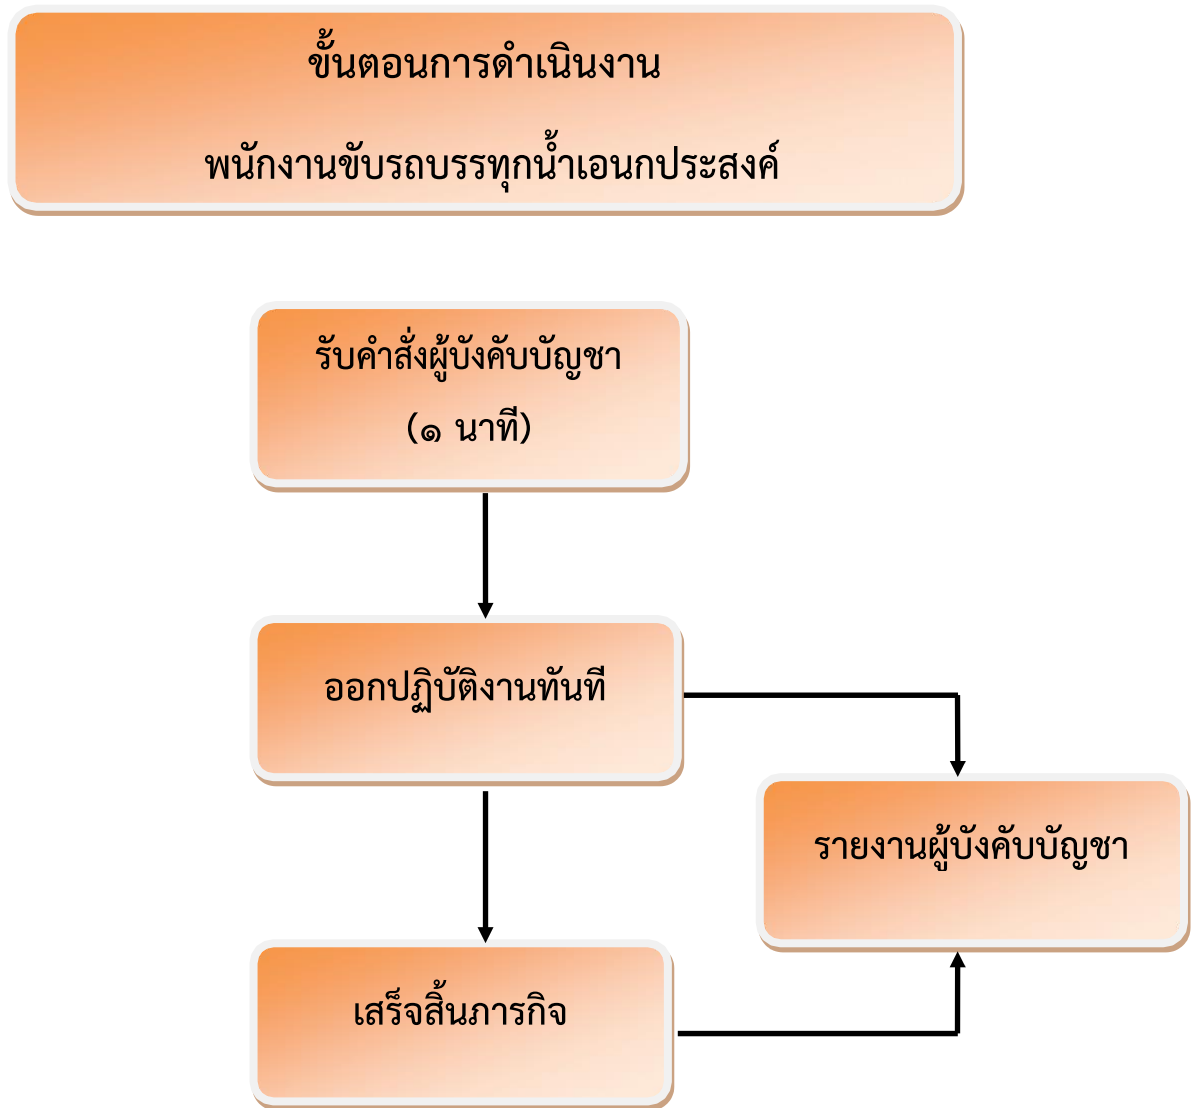 ขั้นตอนการดำเนินงาน
พนักงานขับรถบรรทุกน้ำเอนกประสงค์
รับคำสั่งผู้บังคับบัญชา
(๑ นาที)
ออกปฏิบัติงานทันที
รายงานผู้บังคับบัญชา
เสร็จสิ้นภารกิจ